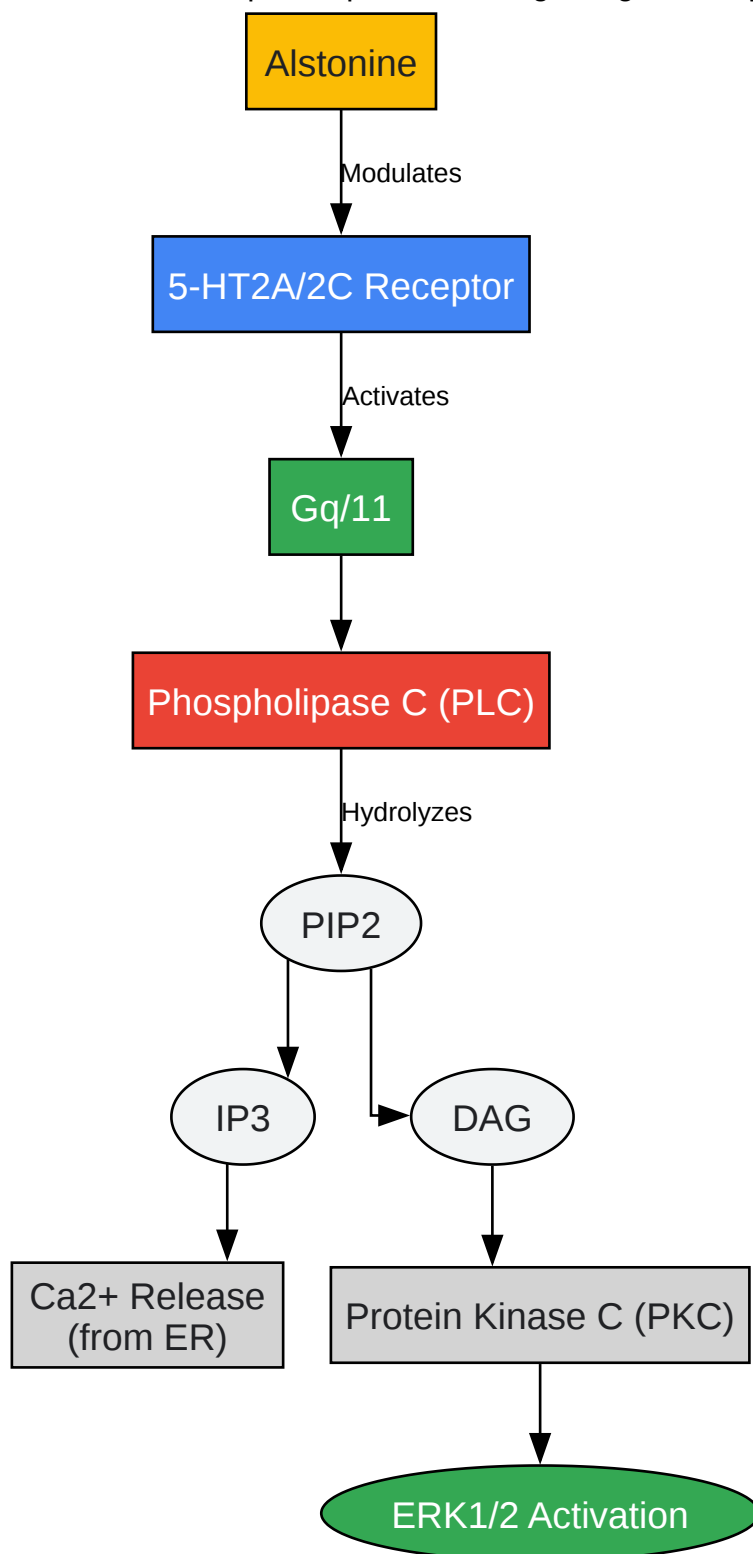 Alstonine
Modulates
5-HT2A/2C Receptor
Activates
Gq/11
Phospholipase C (PLC)
Hydrolyzes
PIP2
IP3
DAG
Ca2+ Release
(from ER)
Protein Kinase C (PKC)
ERK1/2 Activation